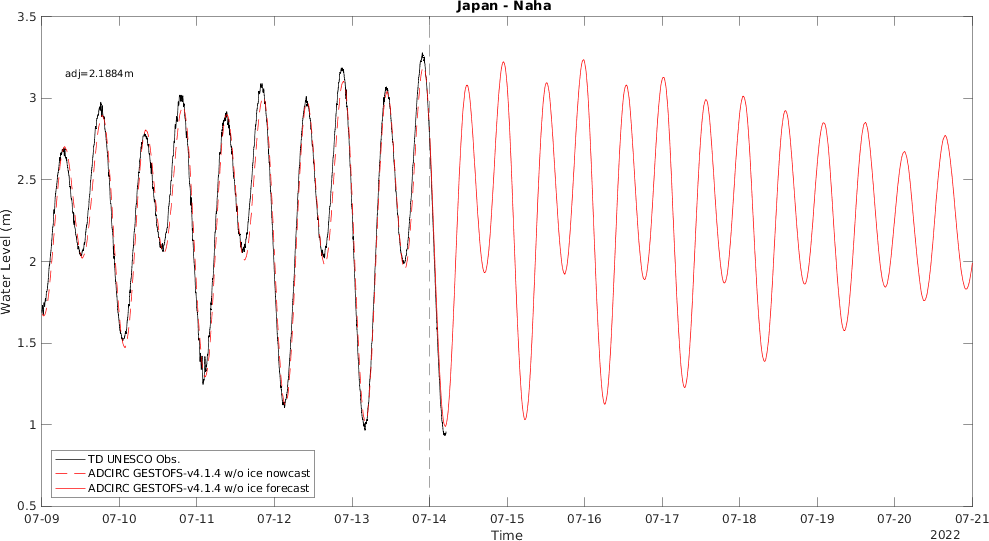 Japan - Naha
3.5
adj=2.1884m
3
2.5
2
1.5
1
0.5
Water Level (m)
TD UNESCO Obs.
ADCIRC GESTOFS-v4.1.4 w/o ice nowcast
ADCIRC GESTOFS-v4.1.4 w/o ice forecast
07-09 07-10 07-11 07-12 07-13 07-14 07-15 07-16 07-17 07-18 07-19 07-20 07-21
Time
2022